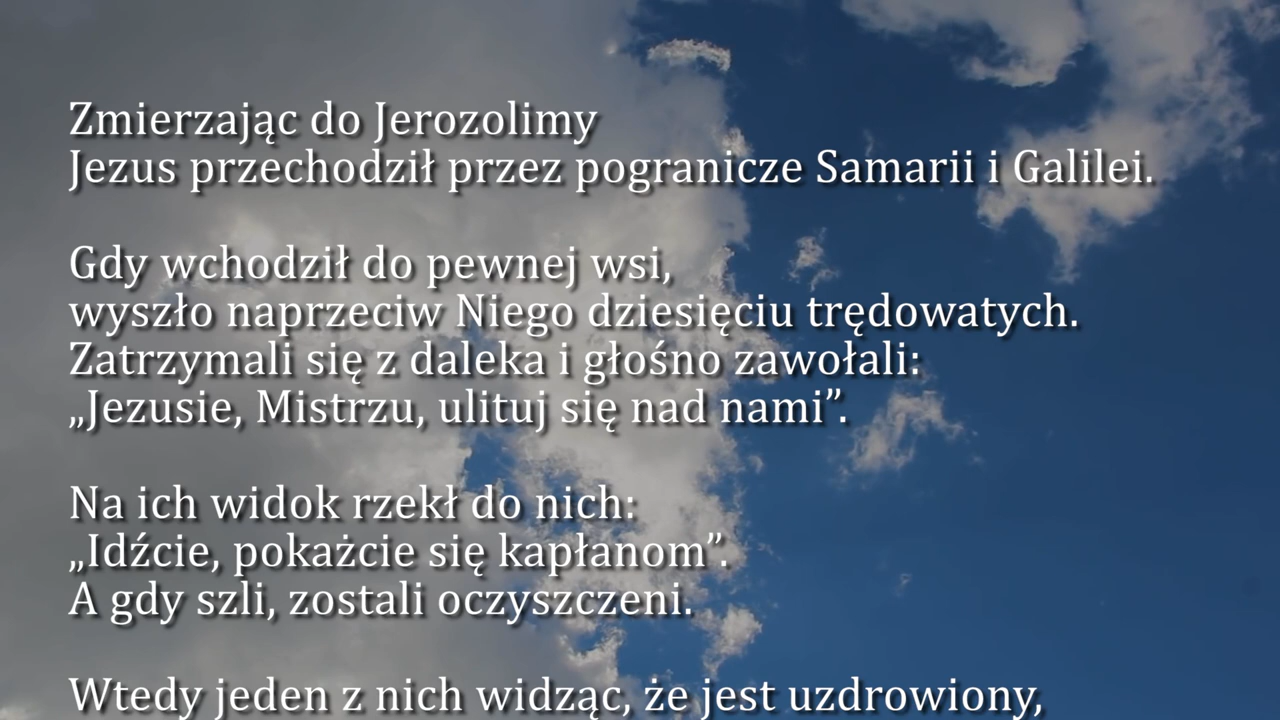 Zmierzając do Jerozolimy
Jezus przechodził przez pogranicze Samarii i Galilei.
Gdy wchodził do pewnej wsi,
wyszło naprzeciw Niego dziesięciu trędowatych.
Zatrzymali się z daleka i głośno zawołali:
„Jezusie, Mistrzu, ulituj się nad nami”.
Na ich widok rzekł do nich:
„Idźcie, pokażcie się kapłanom”.
A gdy szli, zostali oczyszczeni.
Wtedy jeden z nich widząc, że jest uzdrowiony,